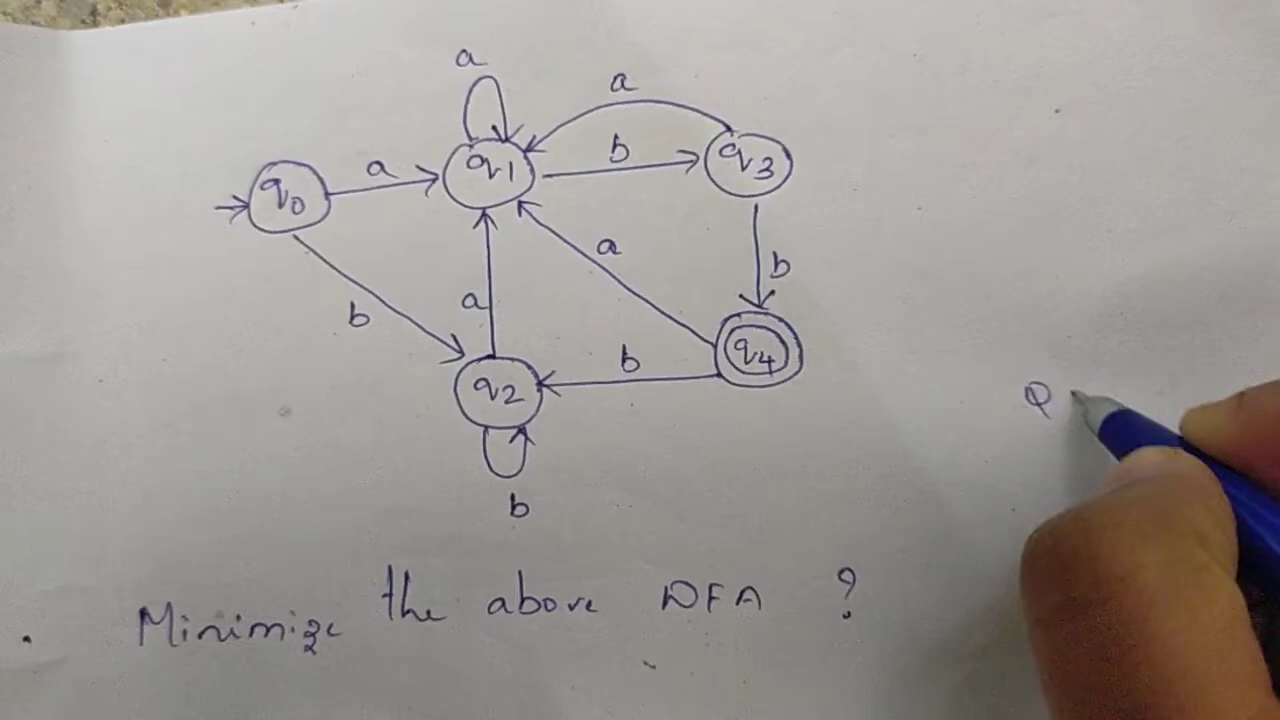 a
a
q0 a q1 b q3
b a a b
q2 b q4
Q
b
Minimize the above DFA ?